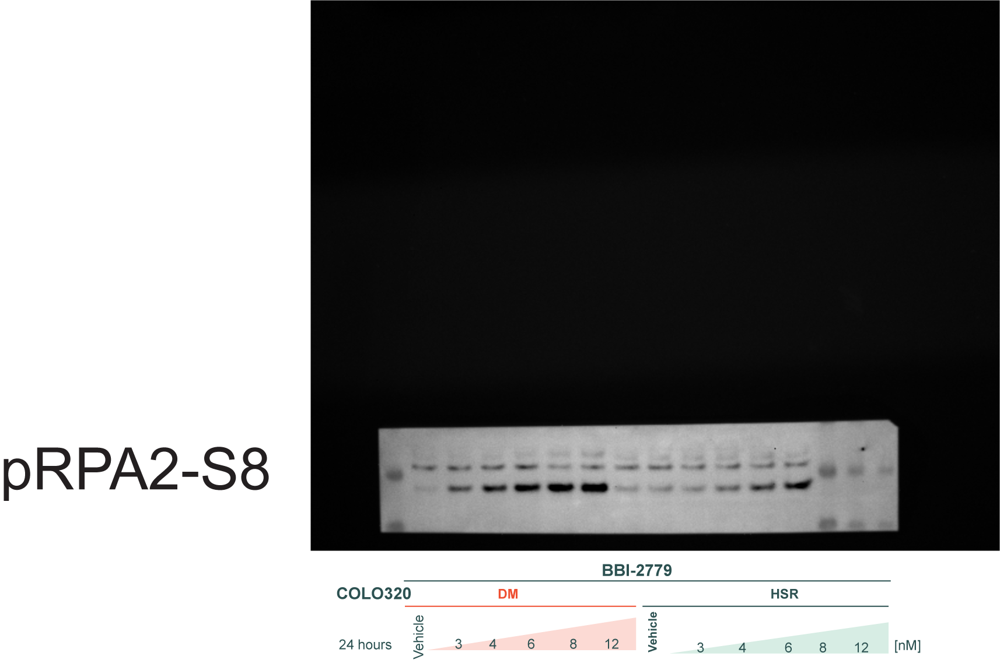 pRPA2-S8
BBI-2779
COLO320 DM HSR
24 hours Vehicle 3 4 6 8 12 Vehicle 3 4 6 8 12 [nM]